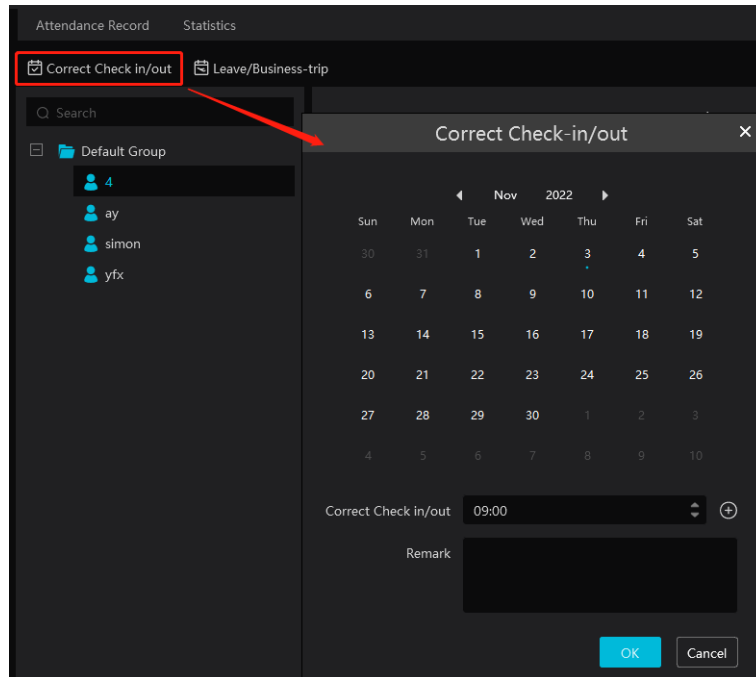 Attendance Record Statistics
Correct Check in/out Leave/Business-trip
Search
Default Group
4
ay
simon
yfx
Correct Check-in/out
Nov 2022
Sun Mon Tue Wed Thu Fri Sat
30 31 1 2 3 4 5
6 7 8 9 10 11 12
13 14 15 16 17 18 19
20 21 22 23 24 25 26
27 28 29 30 1 2 3
4 5 6 7 8 9 10
Correct Check in/out 09:00
Remark
OK Cancel